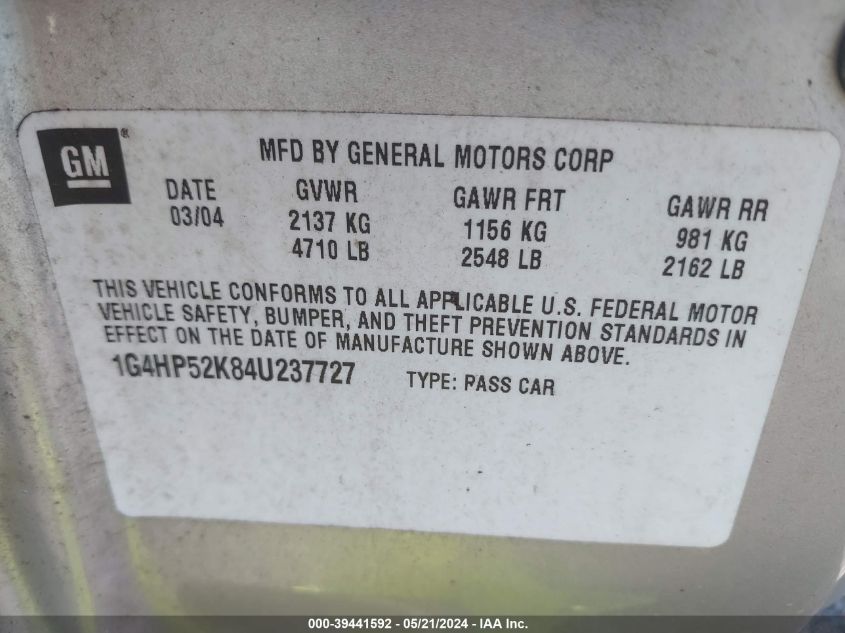 GM®
MFD BY GENERAL MOTORS CORP
DATE GVWR GAWR FRT GAWR RR
03/04 2137 KG 1156 KG 981 KG
4710 LB 2548 LB 2162 LB
THIS VEHICLE CONFORMS TO ALL APPLICABLE U.S. FEDERAL MOTOR
VEHICLE SAFETY, BUMPER, AND THEFT PREVENTION STANDARDS IN
EFFECT ON THE DATE OF MANUFACTURE SHOWN ABOVE.
1G4HP52K84U237727 TYPE: PASS CAR
000-39441592 - 05/21/2024 - IAA Inc.